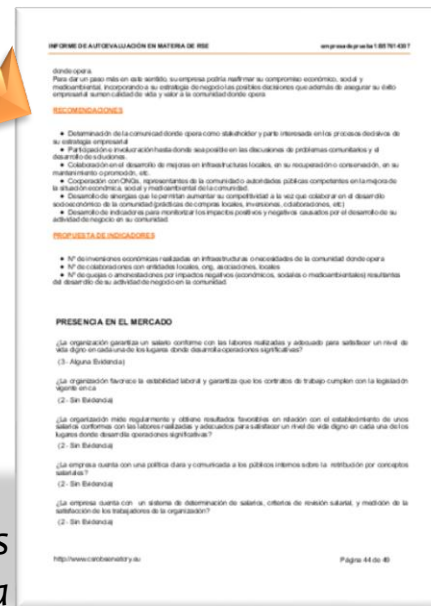 INFORME DE AUTOEVALUACIÓN EN MATERIA DE RSE empresadeprueba13857614357
donde opera.
Para dar un paso más en este sentido, su empresa podría reafirmar su compromiso económico, social y
medioambiental, incorporando a su estrategia de negocio las posibles decisiones que además de asegurar su éxito
empresarial sumen calidad de vida y valor a la comunidad donde opera
RECOMENDACIONES
● Determinación de la comunicad donde opera como stakeholder y parte interesada en los procesos decisivos de
su estrategia empresarial
● Participación e involucración hasta donde sea posible en las discusiones de problemas comunitarios y el
desarrollo de soluciones.
● Colaboración en el desarrollo de mejoras en infraestructuras locales, en su recuperación o conservación, en su
mantenimiento o promoción, etc.
● Cooperación con ONGs, representantes de la comunidad o autoridades públicas competentes en la mejora de
la situación económica, social y medioambiental de la comunidad.
● Desarrollo de sinergias que le permitan aumentar su competitividad a la vez que colaborar en el desarrollo
socioeconómico de la comunidad (prácticas de compras locales, inversiones, colaboraciones, etc)
● Desarrollo de indicadores para monitorizar los impactos positivos y negativos causados por el desarrollo de su
actividad de negocio en su comunidad
PROPUESTA DE INDICADORES
● Nº de inversiones económicas realizadas en infraestructuras o necesidades de la comunidad donde opera
● Nº de colaboraciones con entidades locales, ong, asociaciones, locales
● Nº de quejas o amonestaciones por impactos negativos (económicos, sociales o medioambientales) resultantes
del desarrollo de su actividad de negocio en la comunidad.
PRESENCIA EN EL MERCADO
¿La organización garantiza un salario conforme con las labores realizadas y adecuado para satisfacer un nivel de
vida digno en cada una de los lugares donde desarrolla operaciones significativas?
(3 - Alguna Evidencia)
¿La organización favorece la estabilidad laboral y garantiza que los contratos de trabajo cumplen con la legislación
vigente en ca
(2 - Sin Evidencia)
¿La organización mide regularmente y obtiene resultados favorables en relación con el establecimiento de unos
salarios conformes con las labores realizadas y adecuados para satisfacer un nivel de vida digno en cada una de los
lugares donde desarrolla operaciones significativas?
(2 - Sin Evidencia)
¿La empresa cuenta con una política clara y comunicada a los públicos internos sobre la retribución por conceptos
salariales?
(2 - Sin Evidencia)
¿La empresa cuenta con un sistema de determinación de salarios, criterios de revisión salarial, y medición de la
satisfacción de los trabajadores de la organización?
(2 - Sin Evidencia)
s
a
http://www.csrobservatory.eu Página 44 de 49